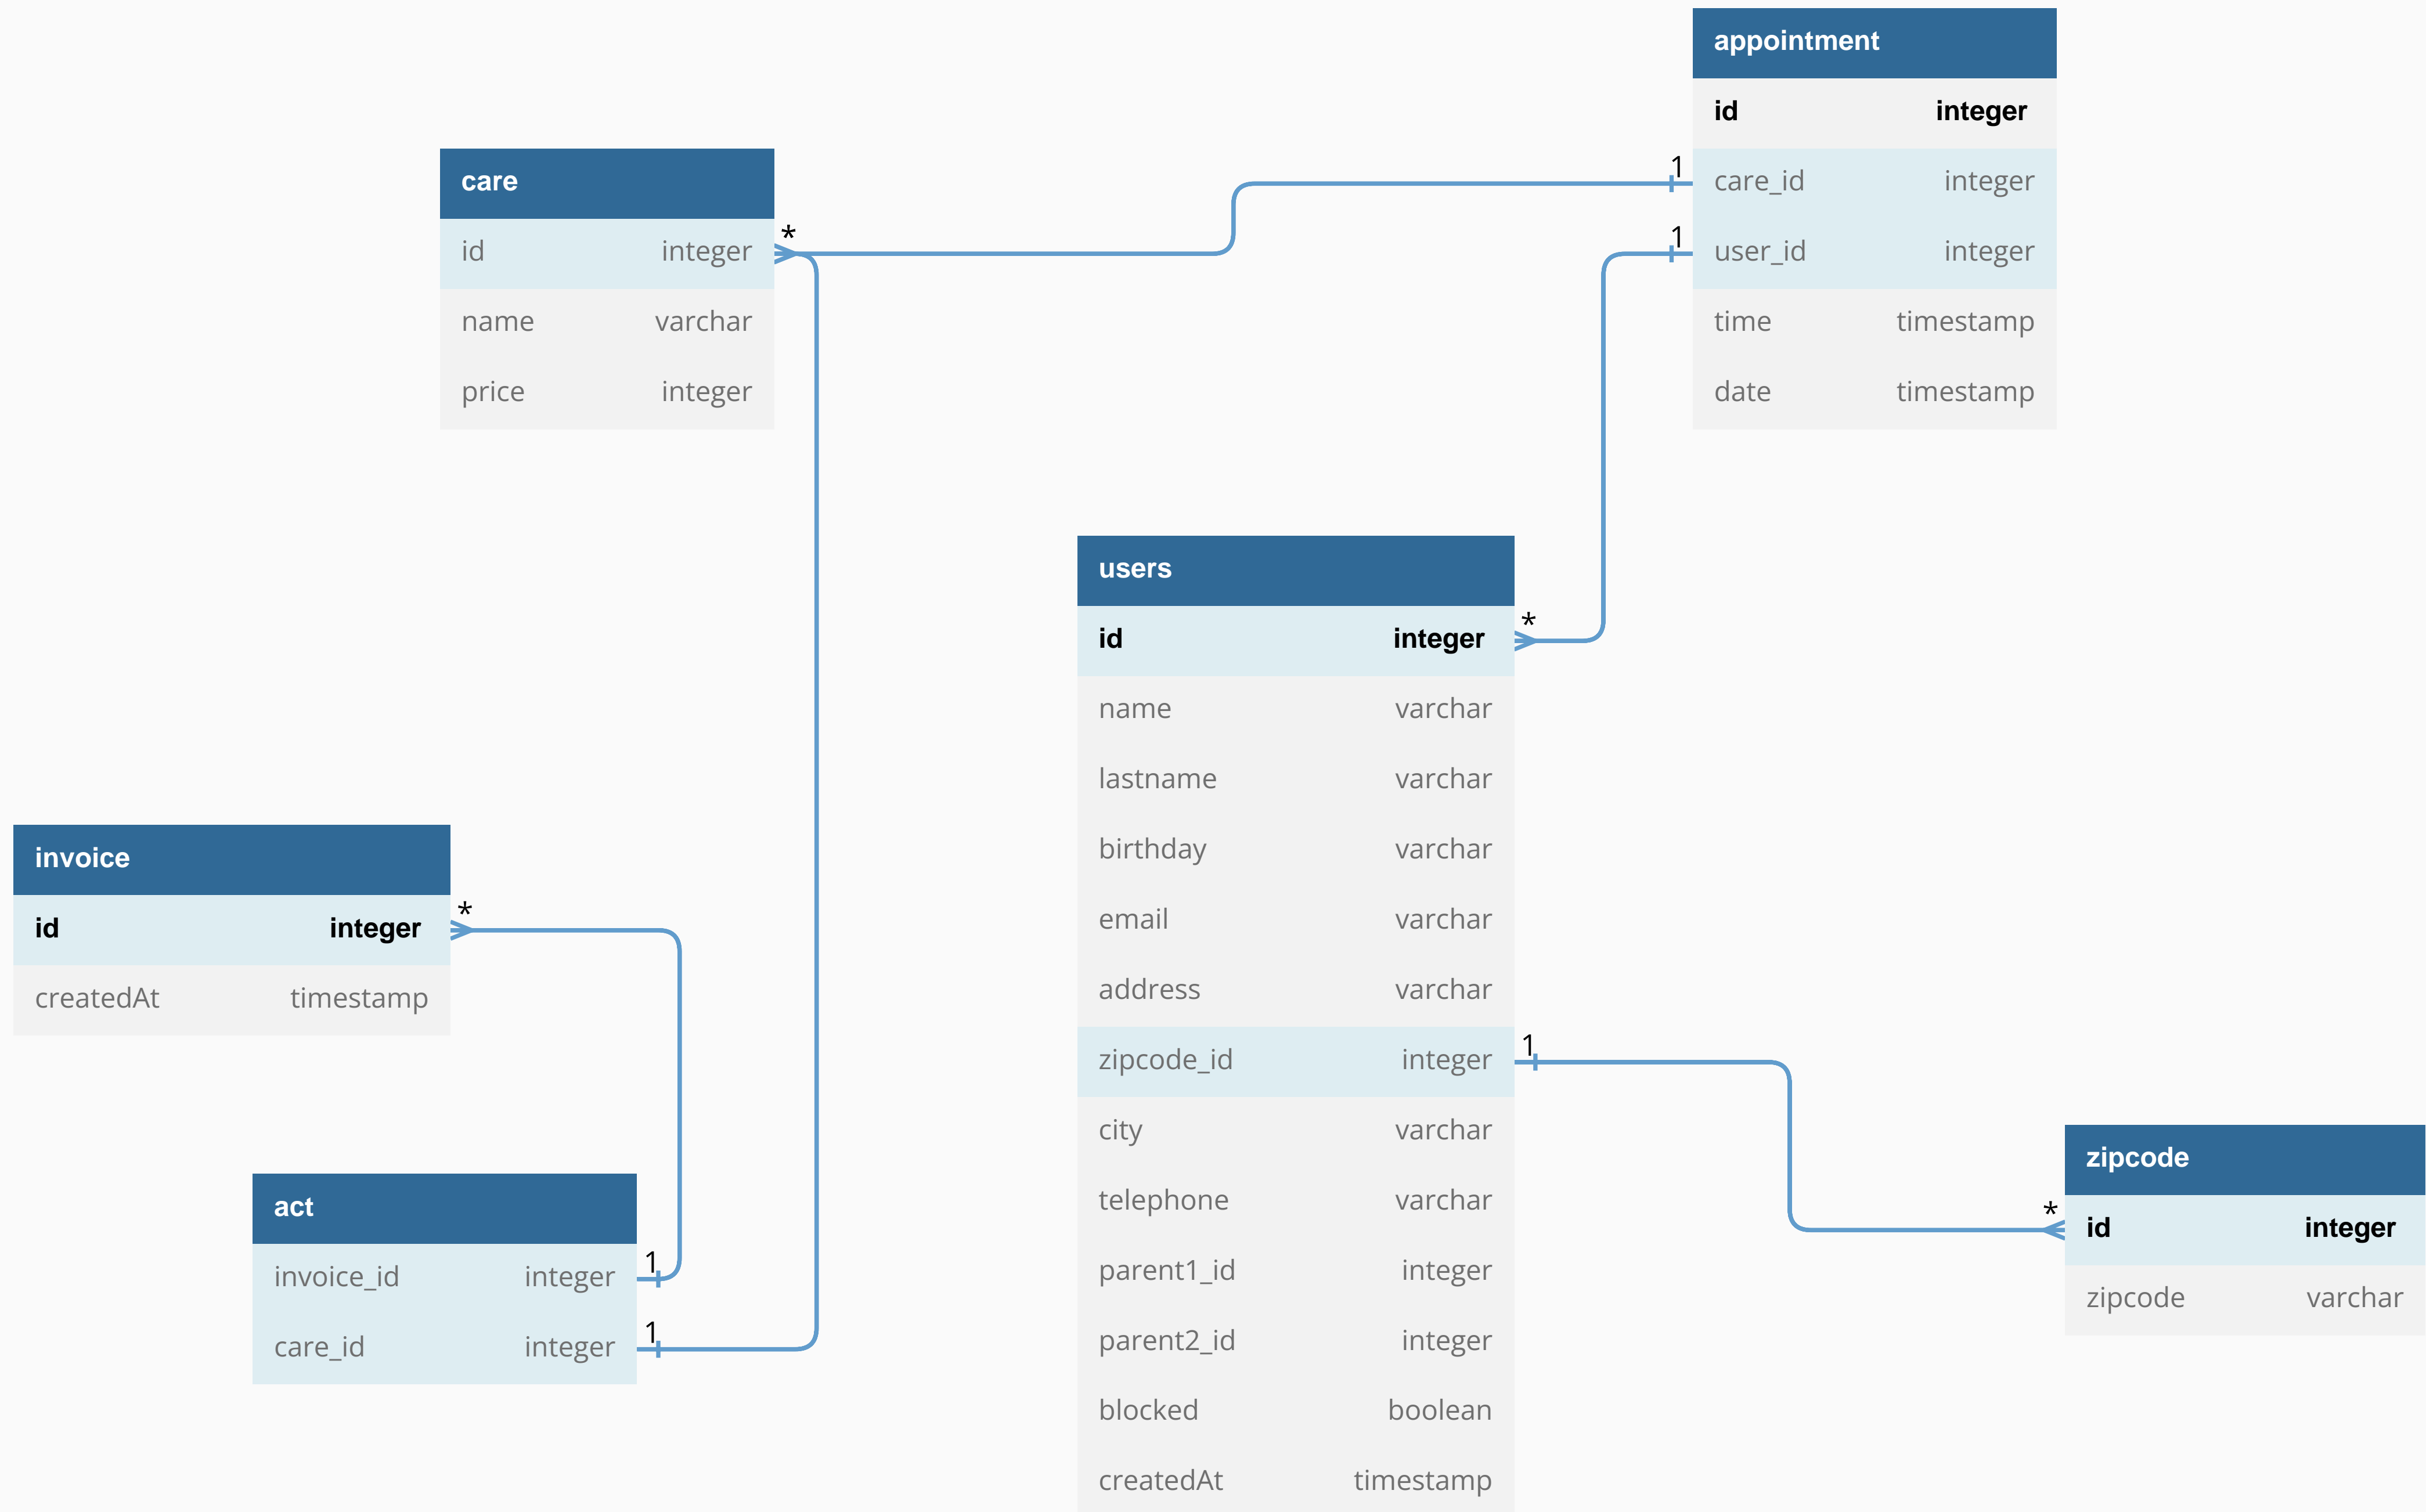 appointment
id integer
care_id integer
user_id integer
time timestamp
date timestamp
1
1
care
id integer
name varchar
price integer
*
users
id integer
name varchar
lastname varchar
birthday varchar
email varchar
address varchar
zipcode_id integer
city varchar
telephone varchar
parent1_id integer
parent2_id integer
blocked boolean
createdAt timestamp
*
1
invoice
id integer
createdAt timestamp
*
act
invoice_id integer
care_id integer
1
1
zipcode
id integer
zipcode varchar
*